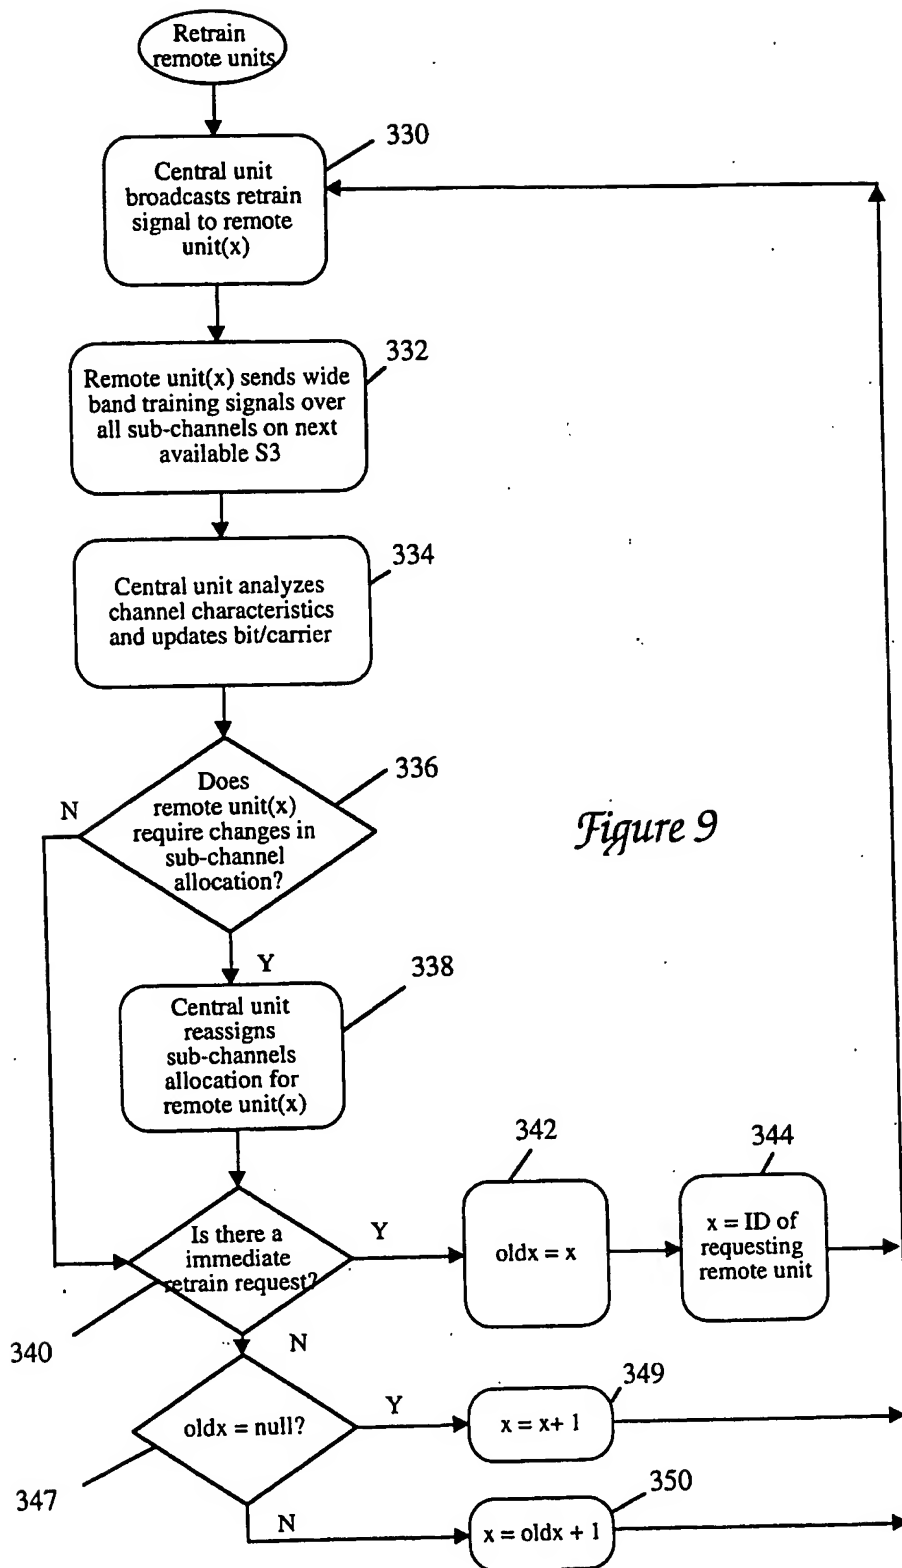 Retrain
remote units
330
Central unit
broadcasts retrain
signal to remote
unit(x)
332
Remote unit(x) sends wide
band training signals over
all sub-channels on next
available S3
334
Central unit analyzes
channel characteristics
and updates bit/carrier
336
Does
remote unit(x)
require changes in
sub-channel
allocation?
N
Figure 9
Y
338
Central unit
reassigns
sub-channels
allocation for
remote unit(x)
342
344
Is there a
immediate
retrain request?
Y
oldx = x
x = ID of
requesting
remote unit
340
N
349
oldx = null?
Y
x = x+ 1
347
350
N
x = oldx + 1